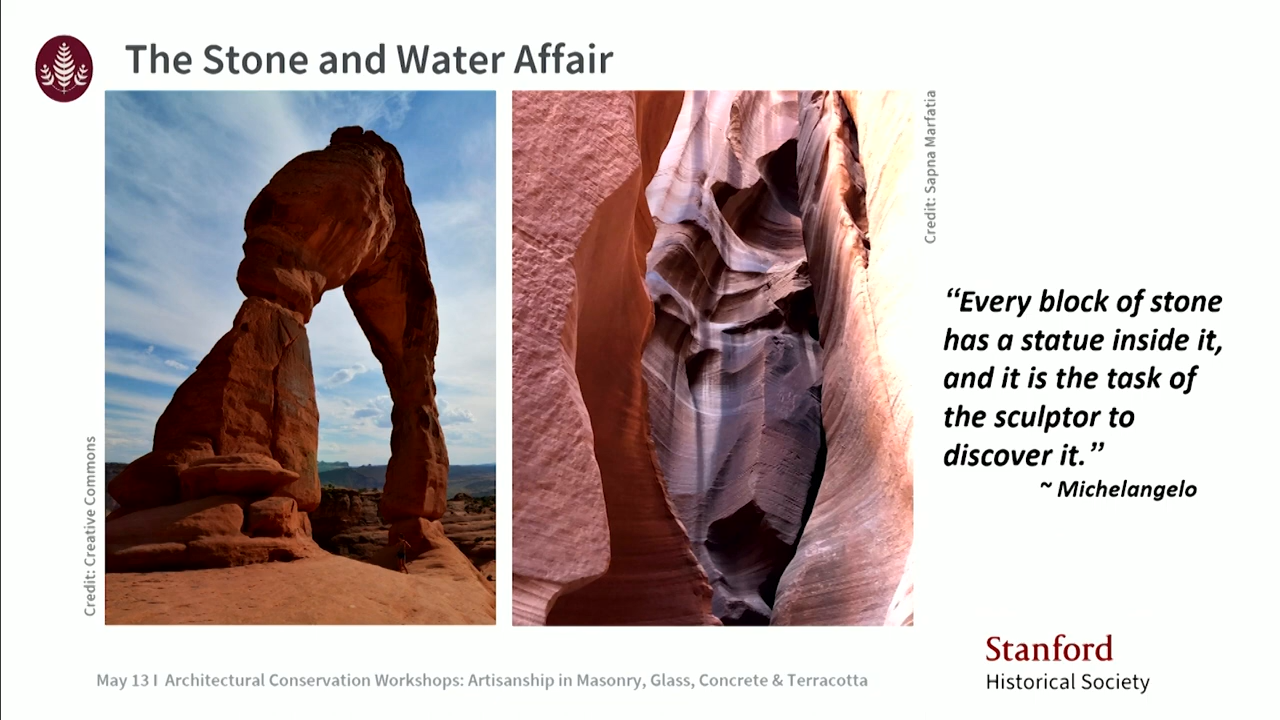 The Stone and Water Affair
Credit: Creative Commons
Credit: Sapna Marfatia
“Every block of stone
has a statue inside it,
and it is the task of
the sculptor to
discover it.”
~ Michelangelo
May 13 I Architectural Conservation Workshops: Artisanship in Masonry, Glass, Concrete & Terracotta
Stanford
Historical Society